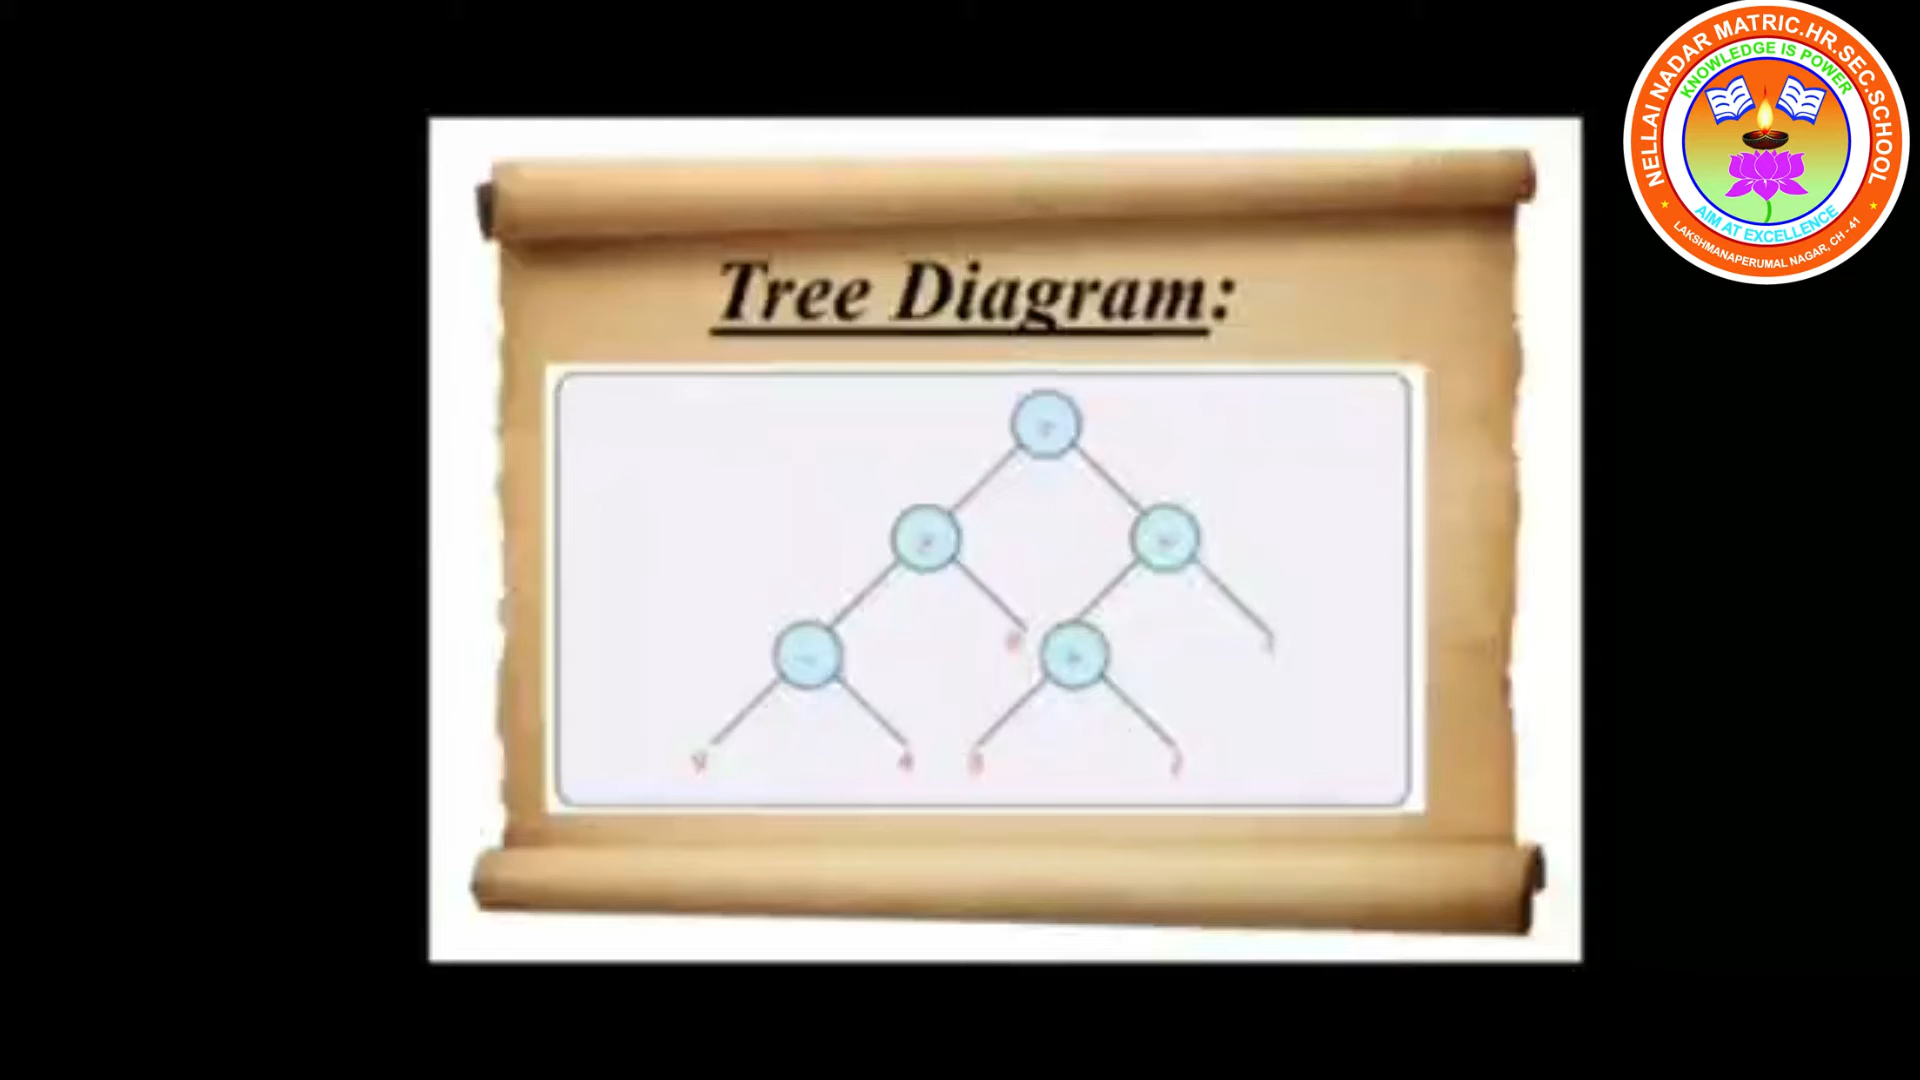 NELLAI NADAR MATRIC.HR.SEC.SCHOOL
KNOWLEDGE IS POWER
AIM AT EXCELLENCE
LAKSHMANAPERUMAL NAGAR, CH - 41
Tree Diagram: